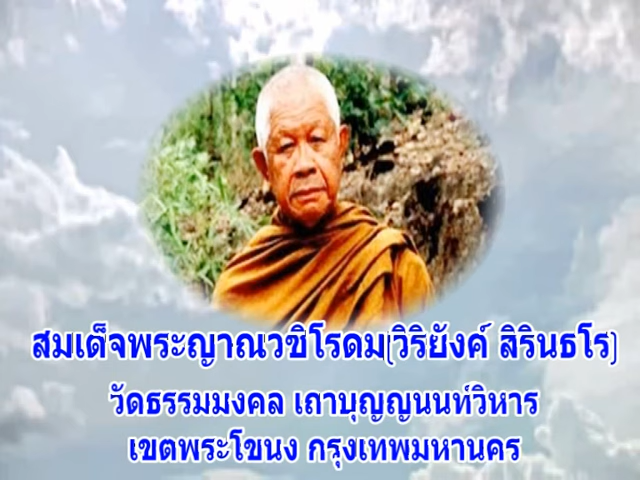 สมเด็จพระญาณวชิโรดม(วิริยังค์ สิรินธโร)
วัดธรรมมงคล เถาบุญญนนท์วิหาร
เขตพระโขนง กรุงเทพมหานคร